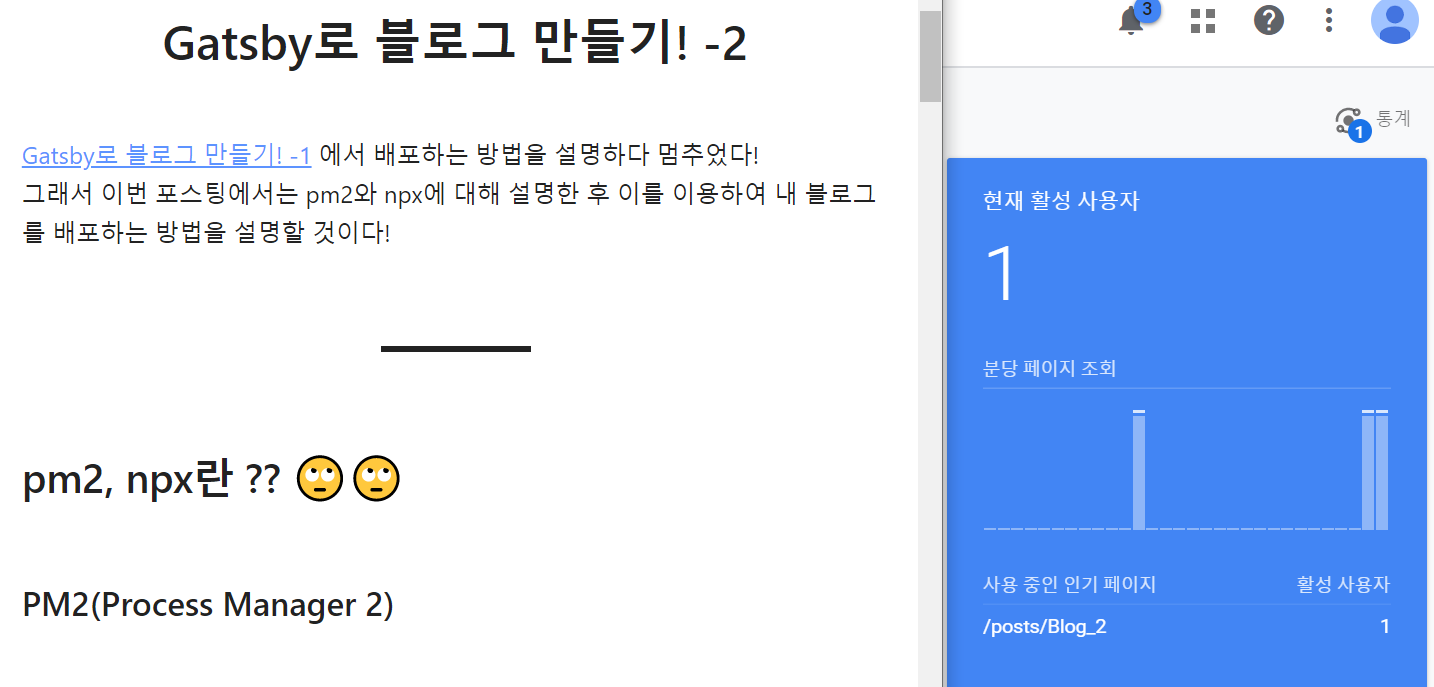 Gatsby로 블로그 만들기! -2
Gatsby로 블로그 만들기! -1 에서 배포하는 방법을 설명하다 멈추었다!
그래서 이번 포스팅에서는 pm2와 npx에 대해 설명한 후 이를 이용하여 내 블로그
를 배포하는 방법을 설명할 것이다!
pm2, npx란 ?? 🙄🙄
PM2(Process Manager 2)
3
통계
1
현재 활성 사용자
1
분당 페이지 조회
사용 중인 인기 페이지 활성 사용자
/posts/Blog_2 1